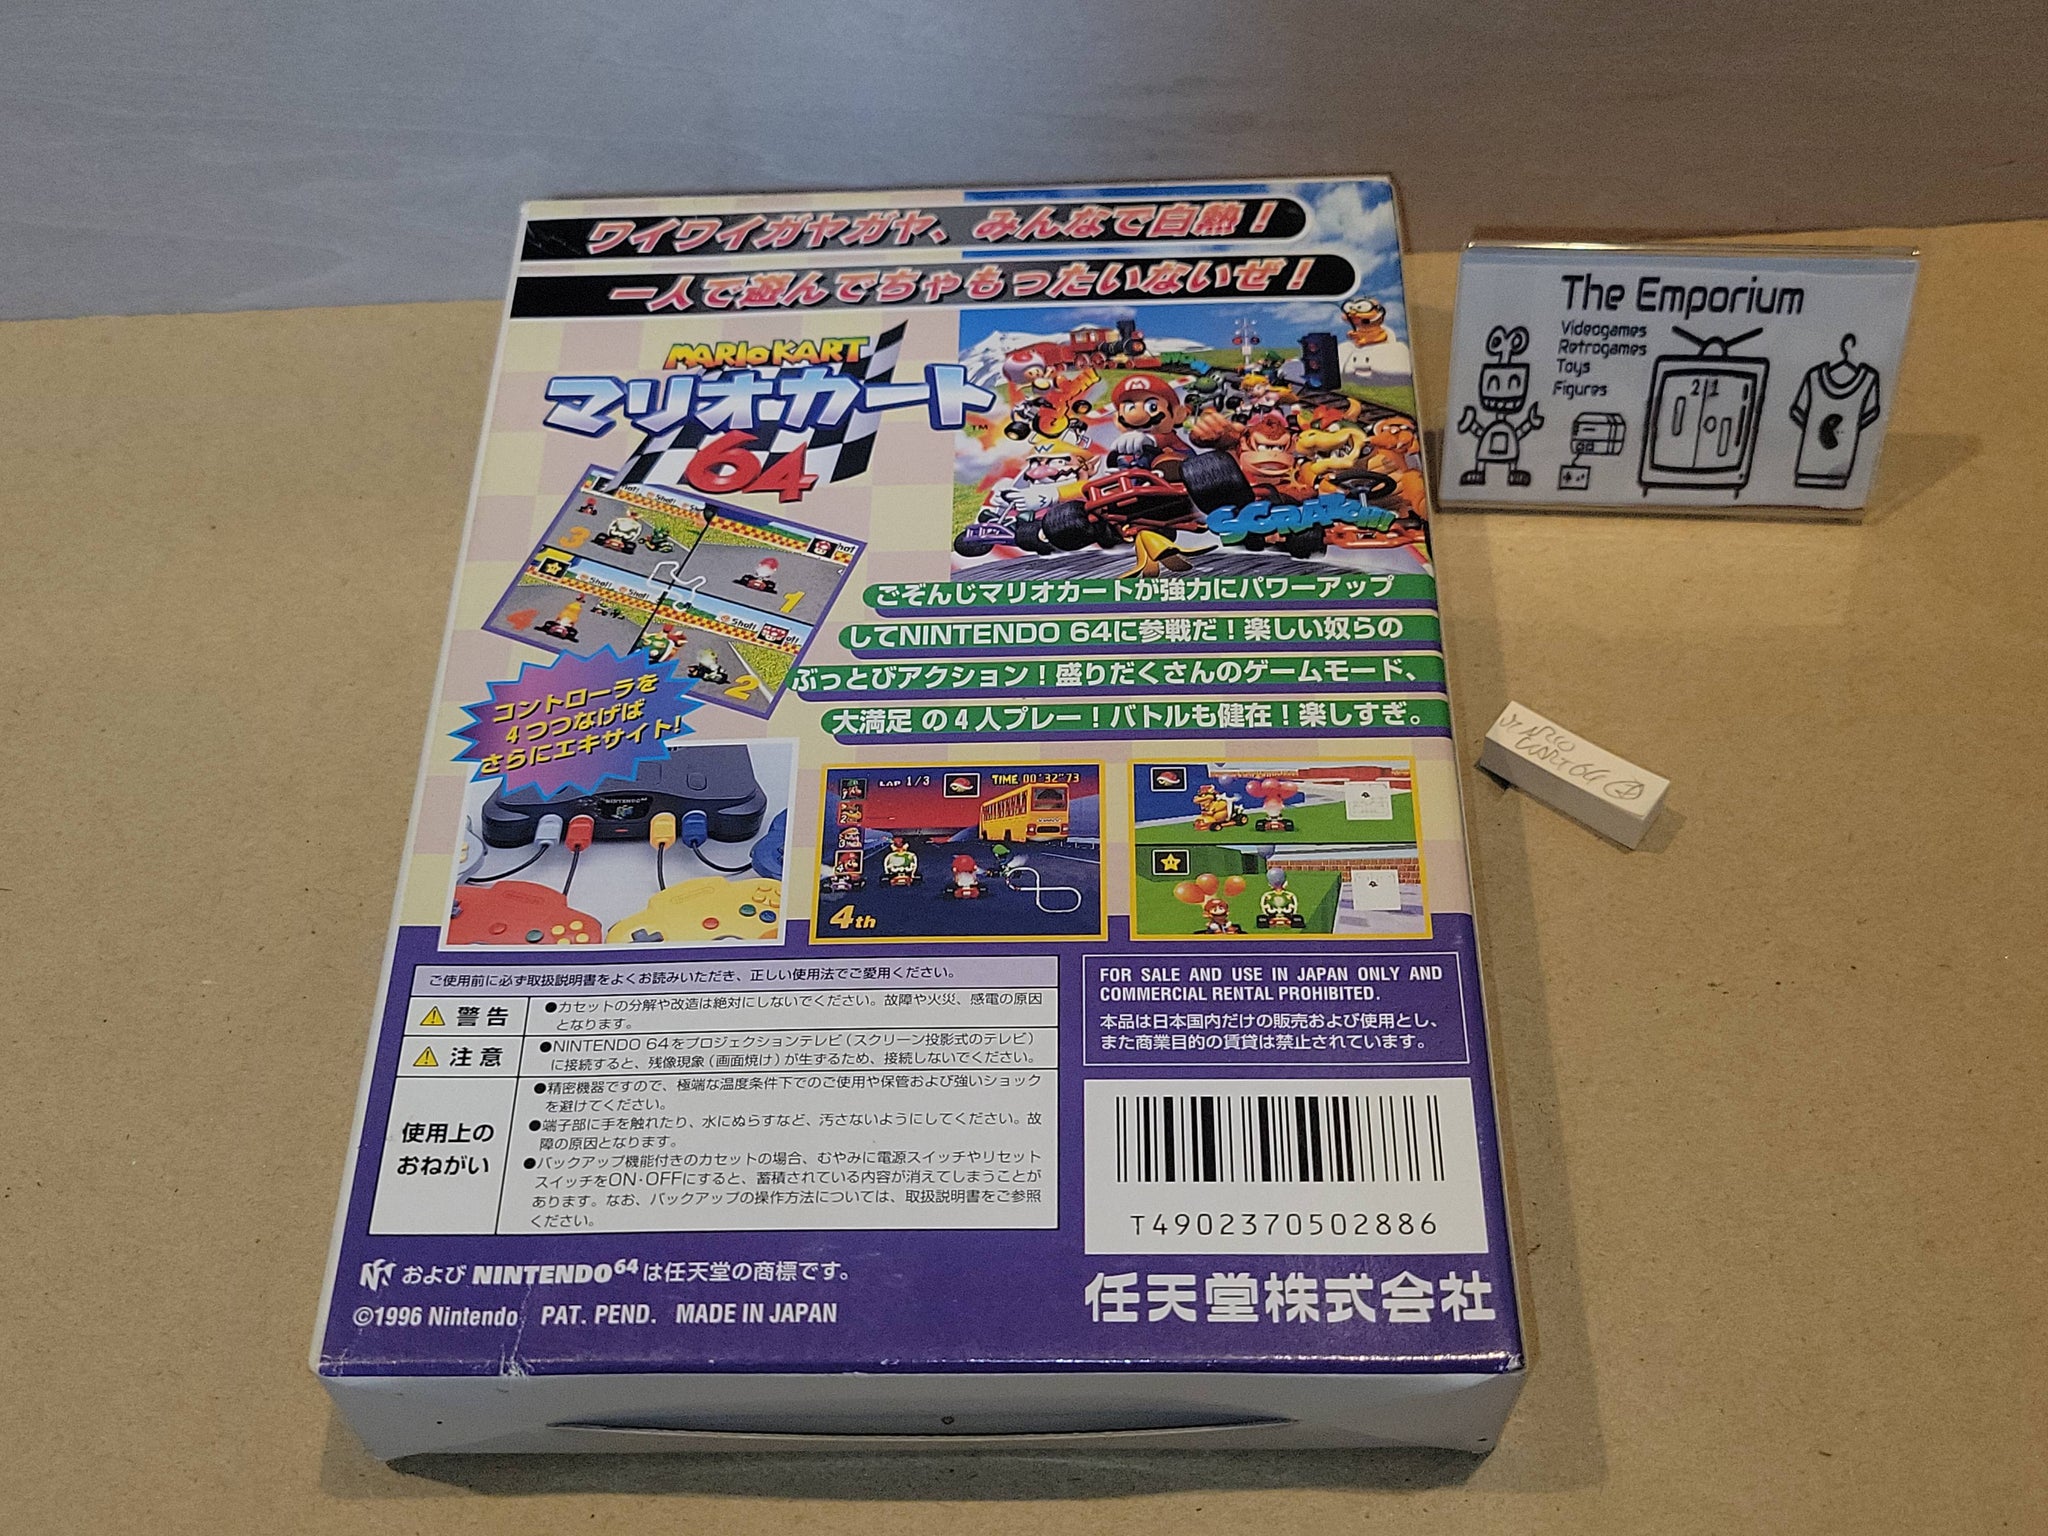 ワイワイガヤガヤ、みんなで白熱！
一人で遊んでちゃもったいないぜ！
MARIO KART
マリオカート
64
TM
SCRATCH!!
ごぞんじマリオカートが強力にパワーアップ
してNINTENDO 64に参戦だ！楽しい奴らの
ぶっとびアクション！盛りだくさんのゲームモード、
大満足 の4人プレー！バトルも健在！楽しすぎ。
3
1
4
2
コントローラを
4つつなげば
さらにエキサイト！
LAP 1/3
TIME 00'32"73
4th
ご使用前に必ず取扱説明書をよくお読みいただき、正しい使用法でご愛用ください。
警告
●カセットの分解や改造は絶対にしないでください。故障や火災、感電の原因
となります。
注意
●NINTENDO 64をプロジェクションテレビ（スクリーン投影式のテレビ）
に接続すると、残像現象（画面焼け）が生ずるため、接続しないでください。
使用上の
おねがい
●精密機器ですので、極端な温度条件下でのご使用や保管および強いショック
を避けてください。
●端子部に手を触れたり、水にぬらすなど、汚さないようにしてください。故
障の原因となります。
●バックアップ機能付きのカセットの場合、むやみに電源スイッチやリセット
スイッチをON・OFFにすると、蓄積されている内容が消えてしまうことが
あります。なお、バックアップの操作方法については、取扱説明書をご参照
ください。
FOR SALE AND USE IN JAPAN ONLY AND
COMMERCIAL RENTAL PROHIBITED.
本品は日本国内だけの販売および使用とし、
また商業目的の賃貸は禁止されています。
T4902370502886
および NINTENDO64 は任天堂の商標です。
©1996 Nintendo PAT. PEND. MADE IN JAPAN
任天堂株式会社
The Emporium
Videogames
Retrogames
Toys
Figures
21
MARIO
KART 64